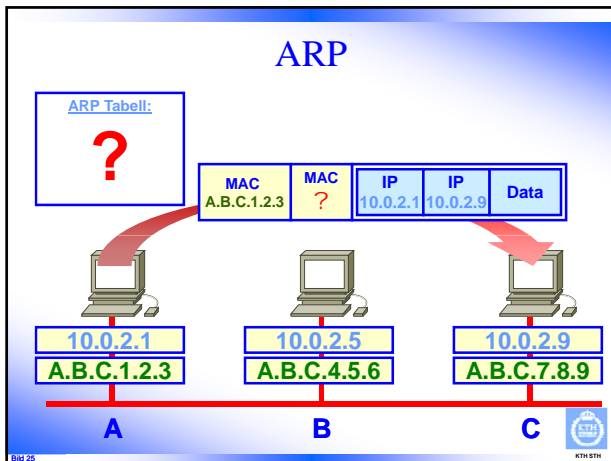 ARP
ARP Tabell:
?
MAC
A.B.C.1.2.3
MAC
?
IP
10.0.2.1
IP
10.0.2.9
Data
10.0.2.1
10.0.2.5
10.0.2.9
A.B.C.1.2.3
A.B.C.4.5.6
A.B.C.7.8.9
A
B
C
KTH
Bild 25
KTH STH